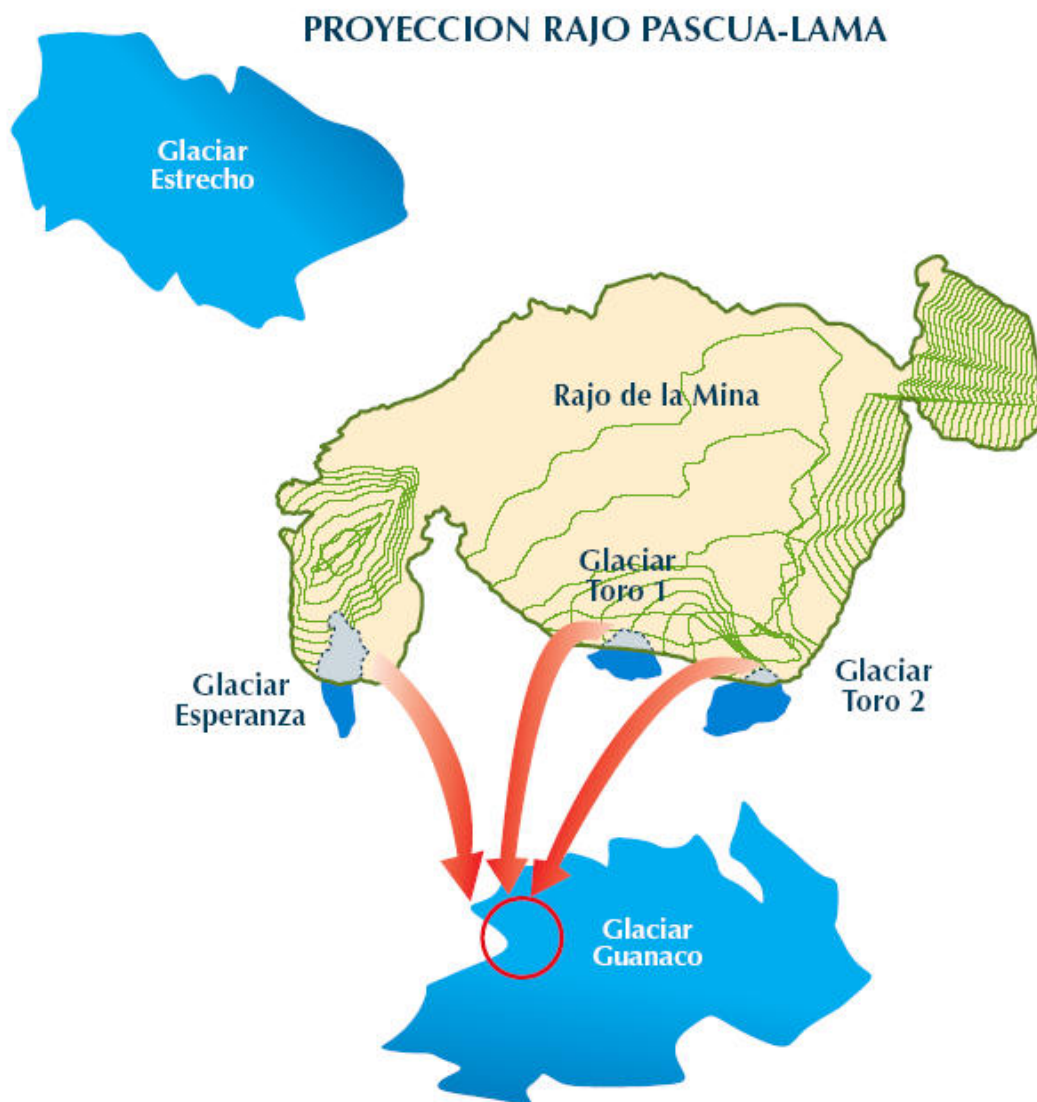 PROYECCION RAJO PASCUA-LAMA
Glaciar
Estrecho
Rajo de la Mina
Glaciar
Toro 1
Glaciar
Esperanza
Glaciar
Toro 2
Glaciar
Guanaco